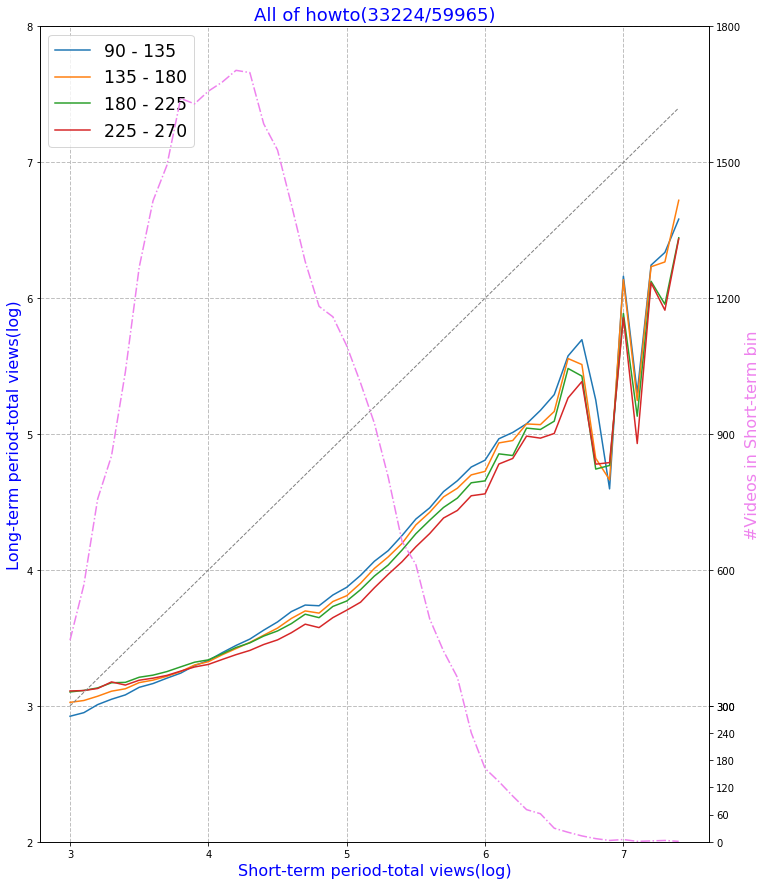 All of howto(33224/59965)
90 - 135
135 - 180
180 - 225
225 - 270
8
7
6
5
4
3
2
Long-term period-total views(log)
1800
1500
1200
900
600
300
300
240
180
120
60
0
#Videos in Short-term bin
3 4 5 6 7
Short-term period-total views(log)